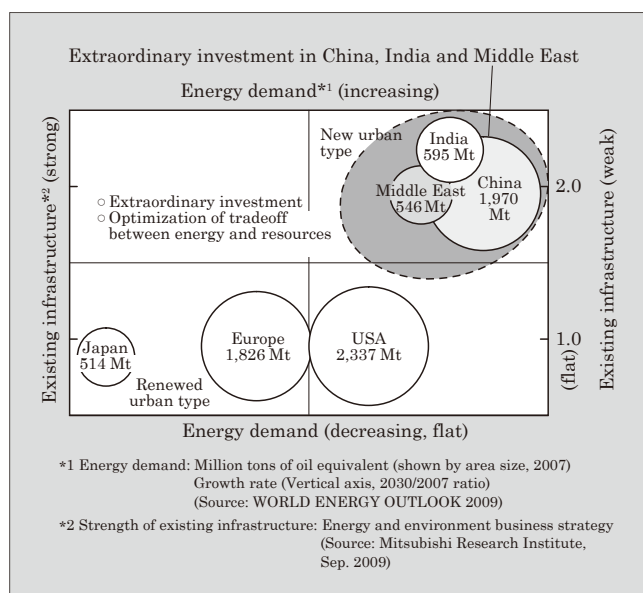 Extraordinary investment in China, India and Middle East
Energy demand*1 (increasing)
Existing infrastructure*2 (strong)
New urban
type
India
595 Mt
Middle East
546 Mt
China
1,970
Mt
○ Extraordinary investment
○ Optimization of tradeoff
between energy and resources
2.0
Existing infrastructure (weak)
Japan
514 Mt
Renewed
urban type
Europe
1,826 Mt
USA
2,337 Mt
1.0
(flat)
Energy demand (decreasing, flat)
*1 Energy demand: Million tons of oil equivalent (shown by area size, 2007)
Growth rate (Vertical axis, 2030/2007 ratio)
(Source: WORLD ENERGY OUTLOOK 2009)
*2 Strength of existing infrastructure: Energy and environment business strategy
(Source: Mitsubishi Research Institute,
Sep. 2009)